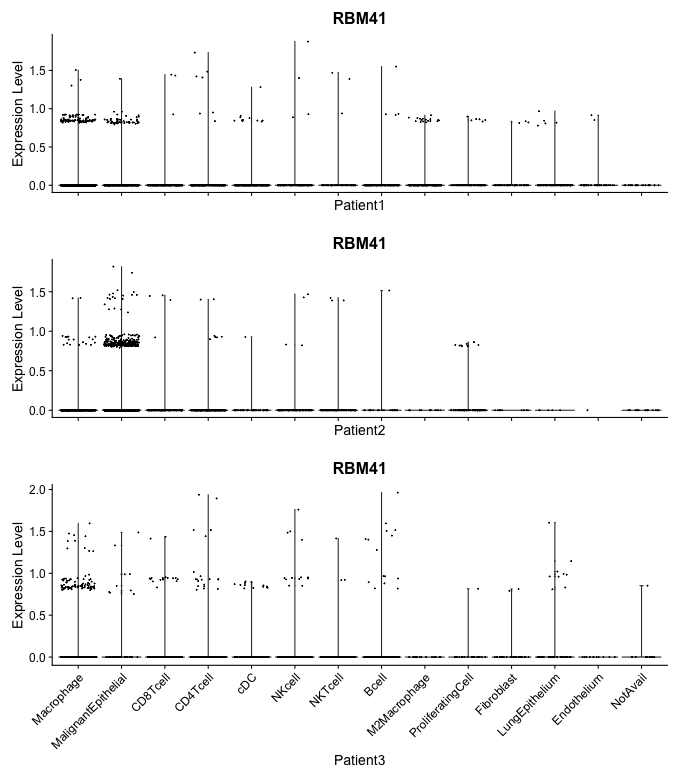 RBM41
Expression Level
1.5
1.0
0.5
0.0
Patient1
RBM41
Expression Level
1.5
1.0
0.5
0.0
Patient2
RBM41
Expression Level
2.0
1.5
1.0
0.5
0.0
Macrophage
MalignantEpithelial
CD8Tcell
CD4Tcell
cDC
NKcell
NKTcell
Bcell
M2Macrophage
ProliferatingCell
Fibroblast
LungEpithelium
Endothelium
NotAvail
Patient3